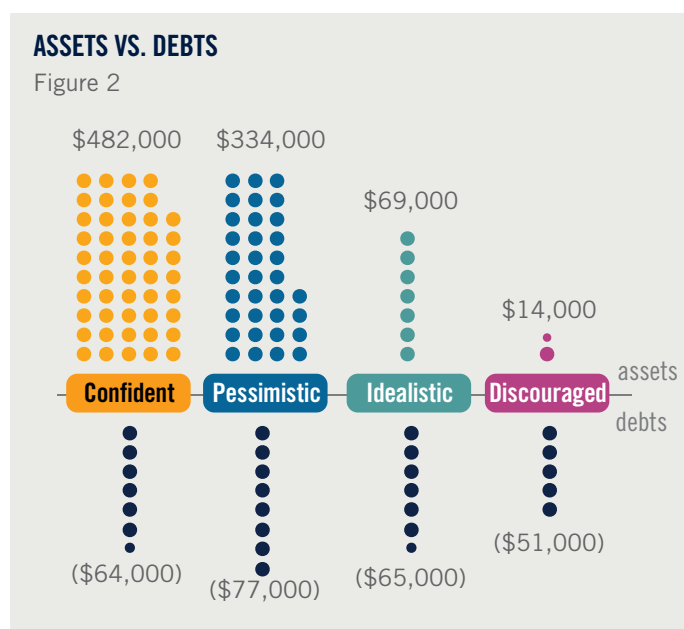 ASSETS VS. DEBTS
Figure 2
$482,000 $334,000
$69,000
$14,000
assets
Confident Pessimistic Idealistic Discouraged
debts
($51,000)
($64,000) ($77,000) ($65,000)